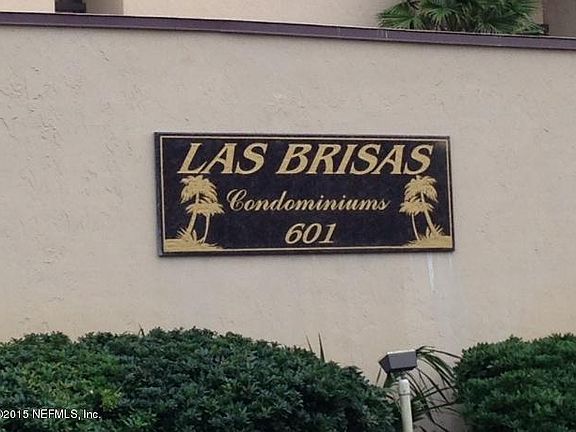 LAS BRISAS
Condominiums
601
©2015 NEFMLS, Inc.